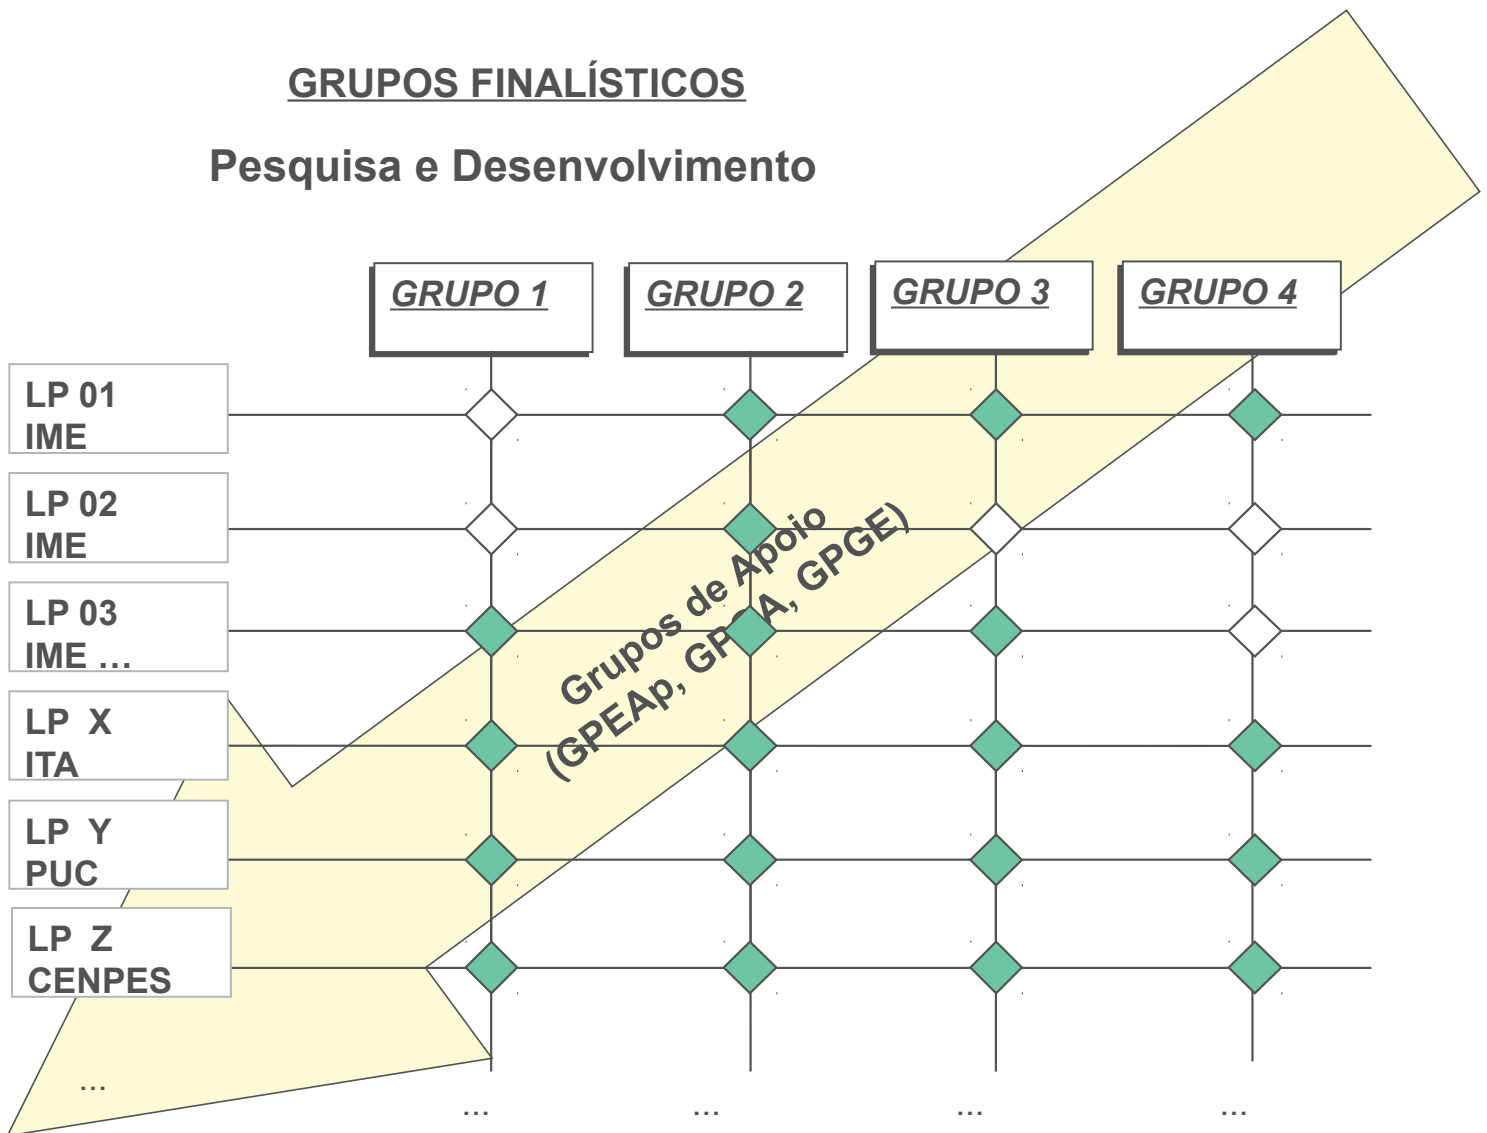 GRUPOS FINALÍSTICOS
Pesquisa e Desenvolvimento
GRUPO 1
GRUPO 2
GRUPO 3
GRUPO 4
LP 01
IME
LP 02
IME
LP 03
IME ...
LP X
ITA
LP Y
PUC
LP Z
CENPES
Grupos de Apoio
(GPEAp, GPGE)
...
...
...
...
...